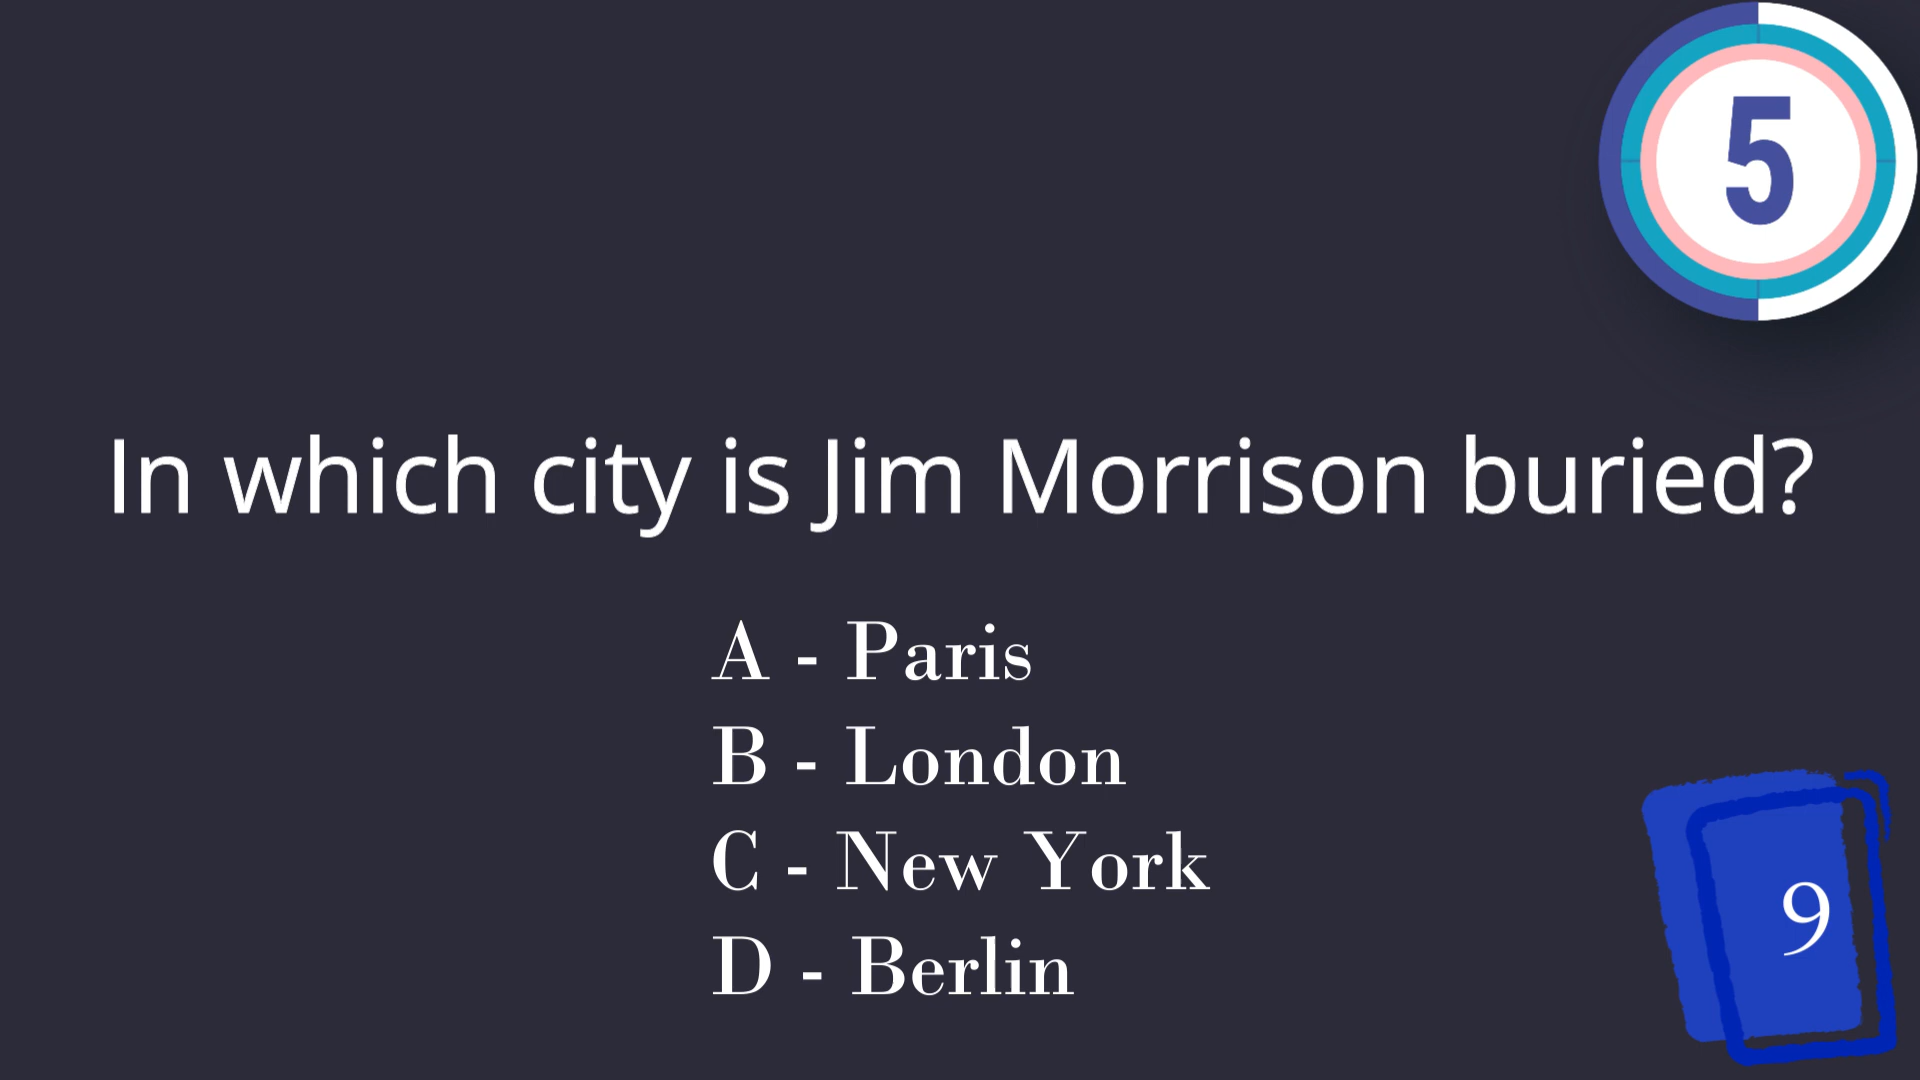 5
In which city is Jim Morrison buried?
A - Paris
B - London
C - New York
D - Berlin
9